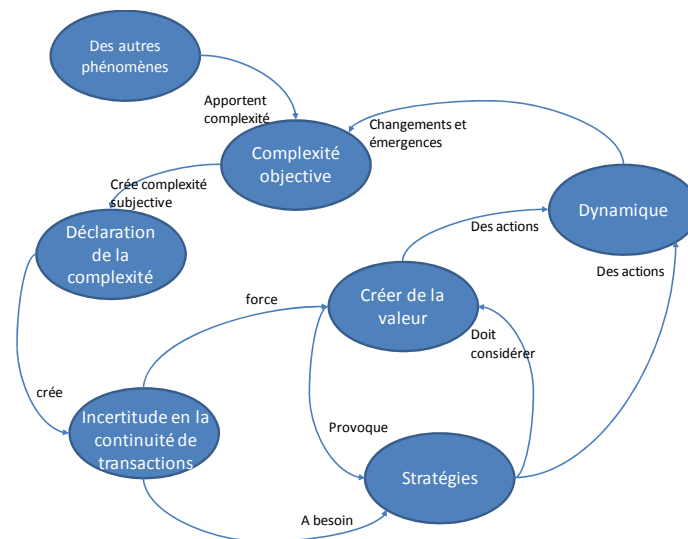 Des autres
phénomènes
Apportent
complexité
Changements et
émergences
Complexité
objective
Crée complexité
subjective
Dynamique
Déclaration
de la
complexité
Des actions
Des actions
Créer de la
valeur
force
Doit
considérer
crée
Incertitude en la
continuité de
transactions
Provoque
Stratégies
A besoin